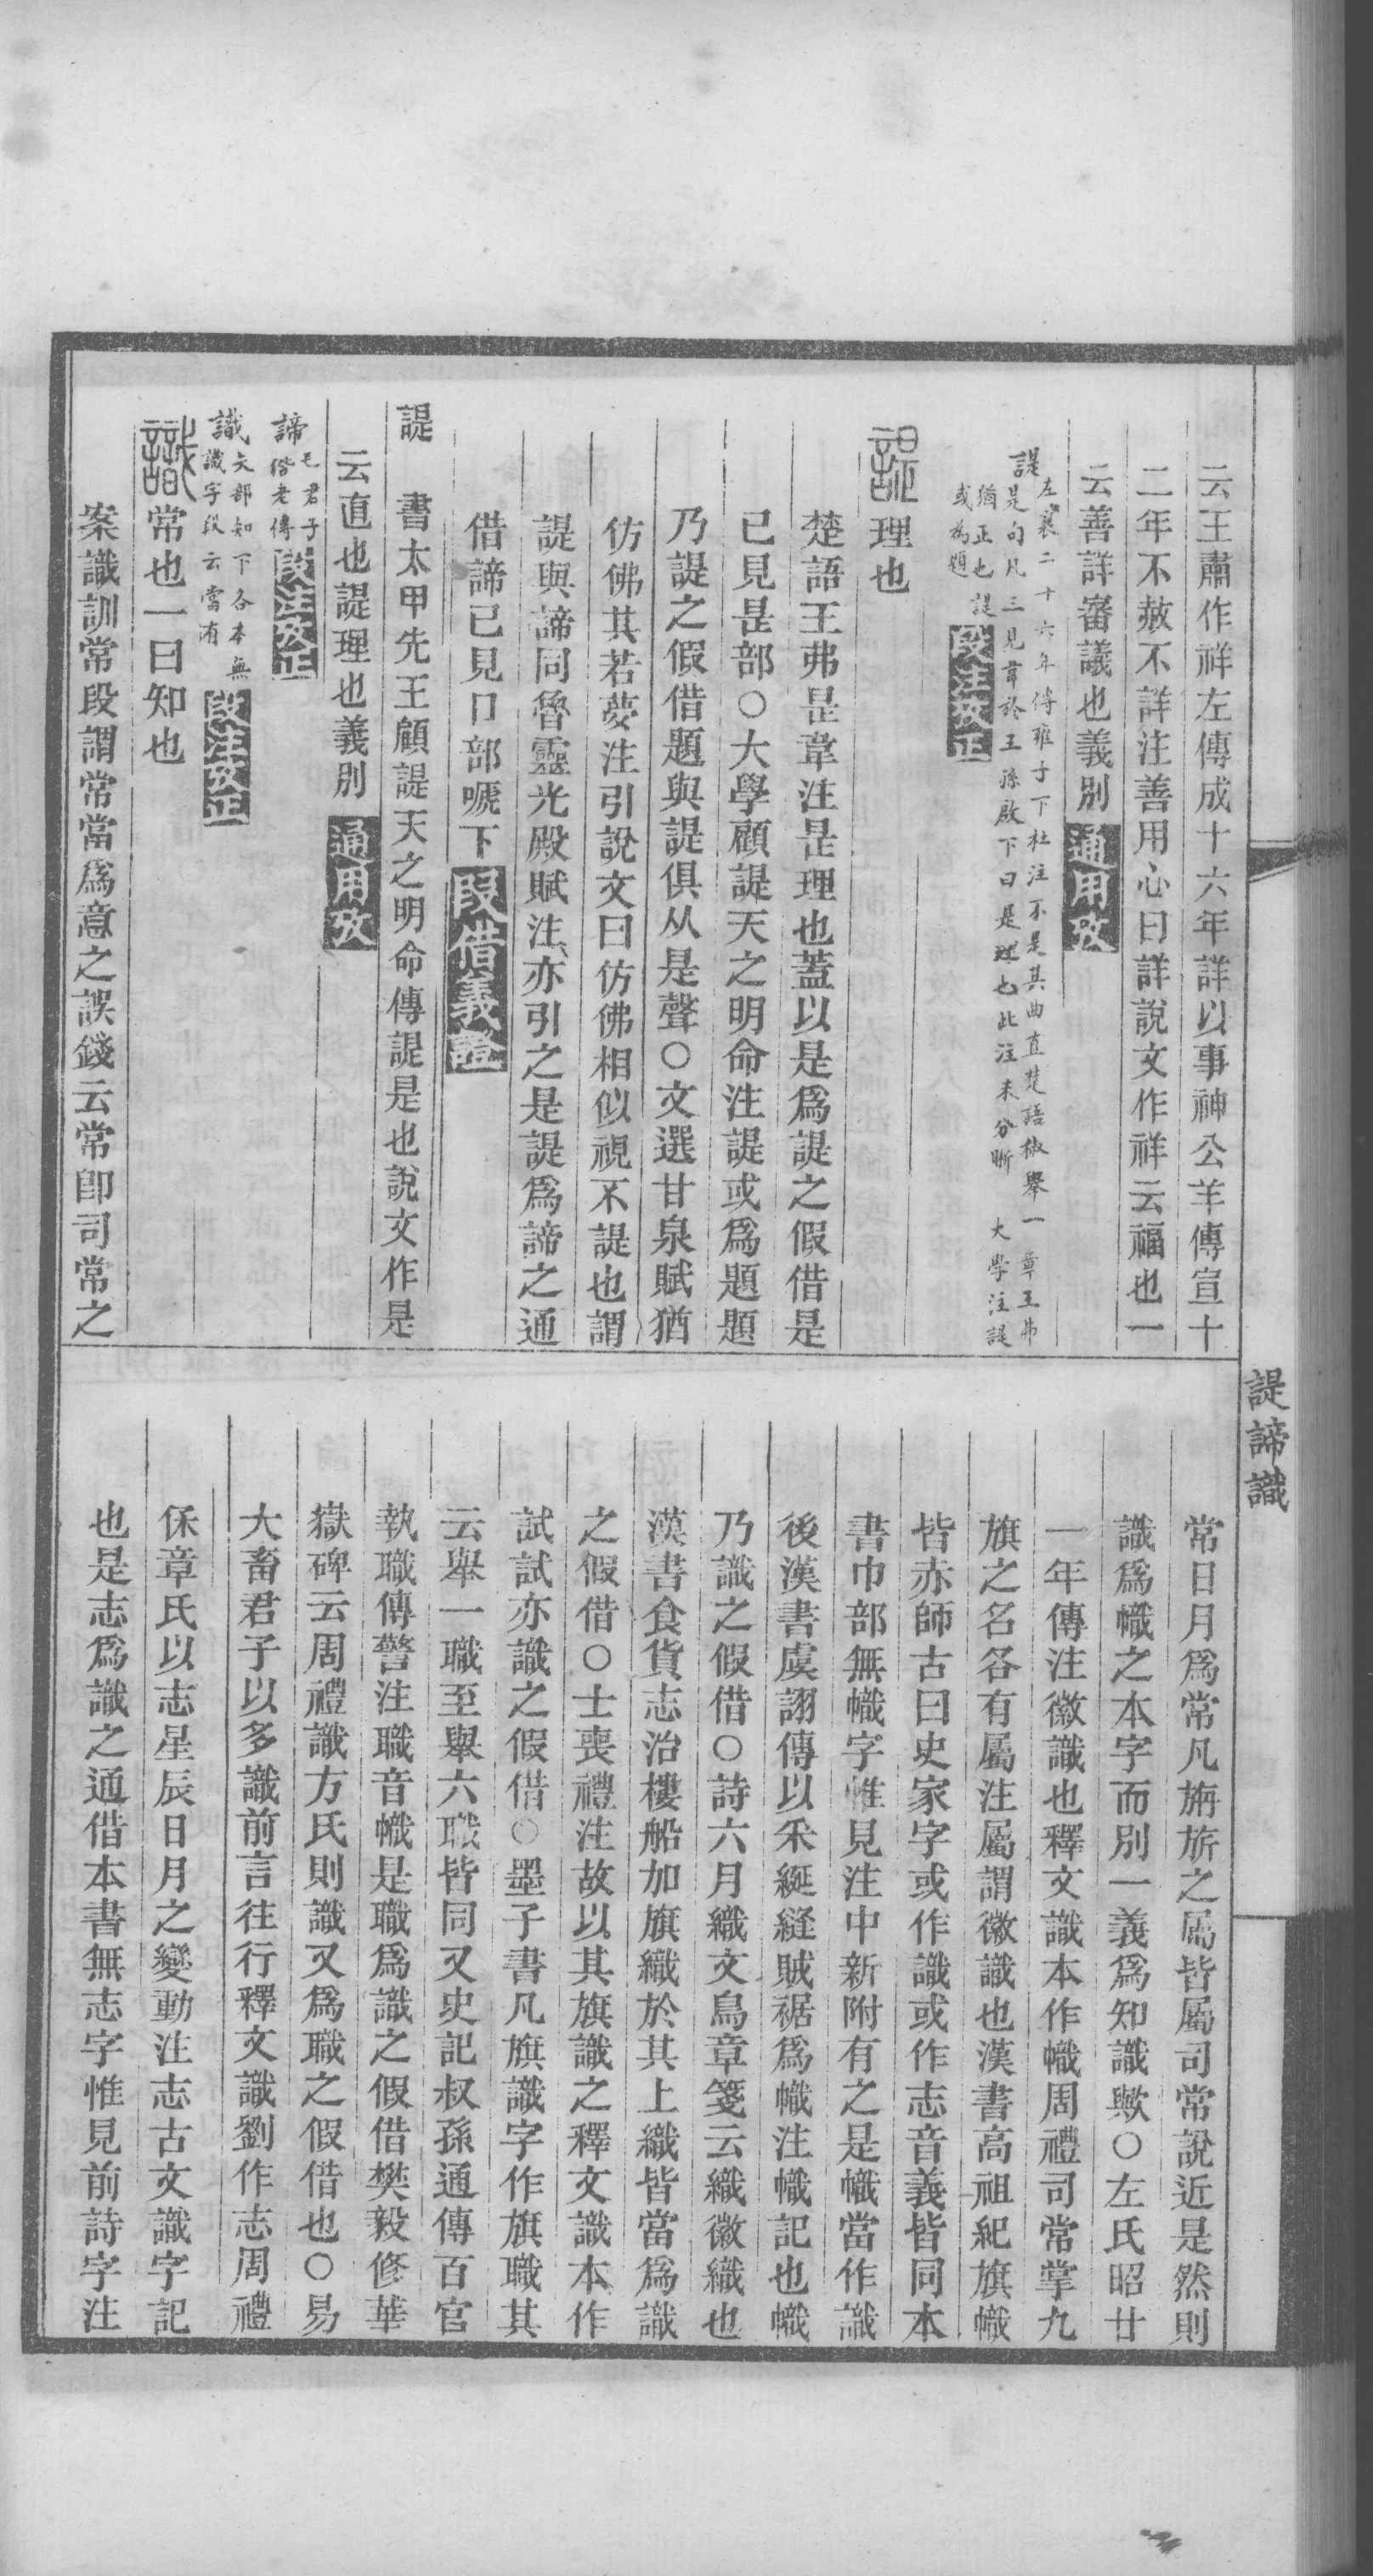 云王肅作祥左傳成十六年詳以事神公羊傳宣十
二年不赦不詳注善用心曰詳說文作祥云福也一
云善詳審議也義別 通用攷
諟 左襄二十六年傳雍子下杜注不是其曲直楚語椒舉一章王弗
是句凡三見韋於王孫啟下曰是理也此注未分晰 大學注諟
猶正也 諟
或為題 段注攷正
諟 理也
楚語王弗是韋注是理也蓋以是爲諟之假借是
已見是部○大學顧諟天之明命注諟或爲題題
乃諟之假借題與諟俱从是聲○文選甘泉賦猶
仿佛其若夢注引說文曰仿佛相似視不諟也謂
諟與諦同魯靈光殿賦注亦引之是諟爲諦之通
借諦已見口部嗁下 段借義證
諟 書太甲先王顧諟天之明命傳諟是也說文作是
云直也諟理也義別 通用攷
諦 毛君子
偕老傳 段注攷正
識 矢部知下各本無
識字段云當有 段注攷正
識 常也一曰知也
案識訓常段謂常當爲意之誤錢云常卽司常之
諟諦識
常日月爲常凡旃旂之屬皆屬司常說近是然則
識爲幟之本字而別一義爲知識歟○左氏昭廿
一年傳注徽識也釋文識本作幟周禮司常掌九
旗之名各有屬注屬謂徽識也漢書高祖紀旗幟
皆赤師古曰史家字或作識或作志音義皆同本
書巾部無幟字惟見注中新附有之是幟當作識
後漢書虞詡傳以采綖縫賊裾爲幟注幟記也幟
乃識之假借○詩六月織文鳥章箋云織徽織也
漢書食貨志治樓船加旗織於其上織皆當爲識
之假借○士喪禮注故以其旗識之釋文識本作
試試亦識之假借○墨子書凡旗識字作旗職其
云舉一職至舉六職皆同又史記叔孫通傳百官
執職傳警注職音幟是職爲識之假借樊毅修華
嶽碑云周禮識方氏則識又爲職之假借也○易
大畜君子以多識前言往行釋文識劉作志周禮
保章氏以志星辰日月之變動注志古文識字記
也是志爲識之通借本書無志字惟見前詩字注